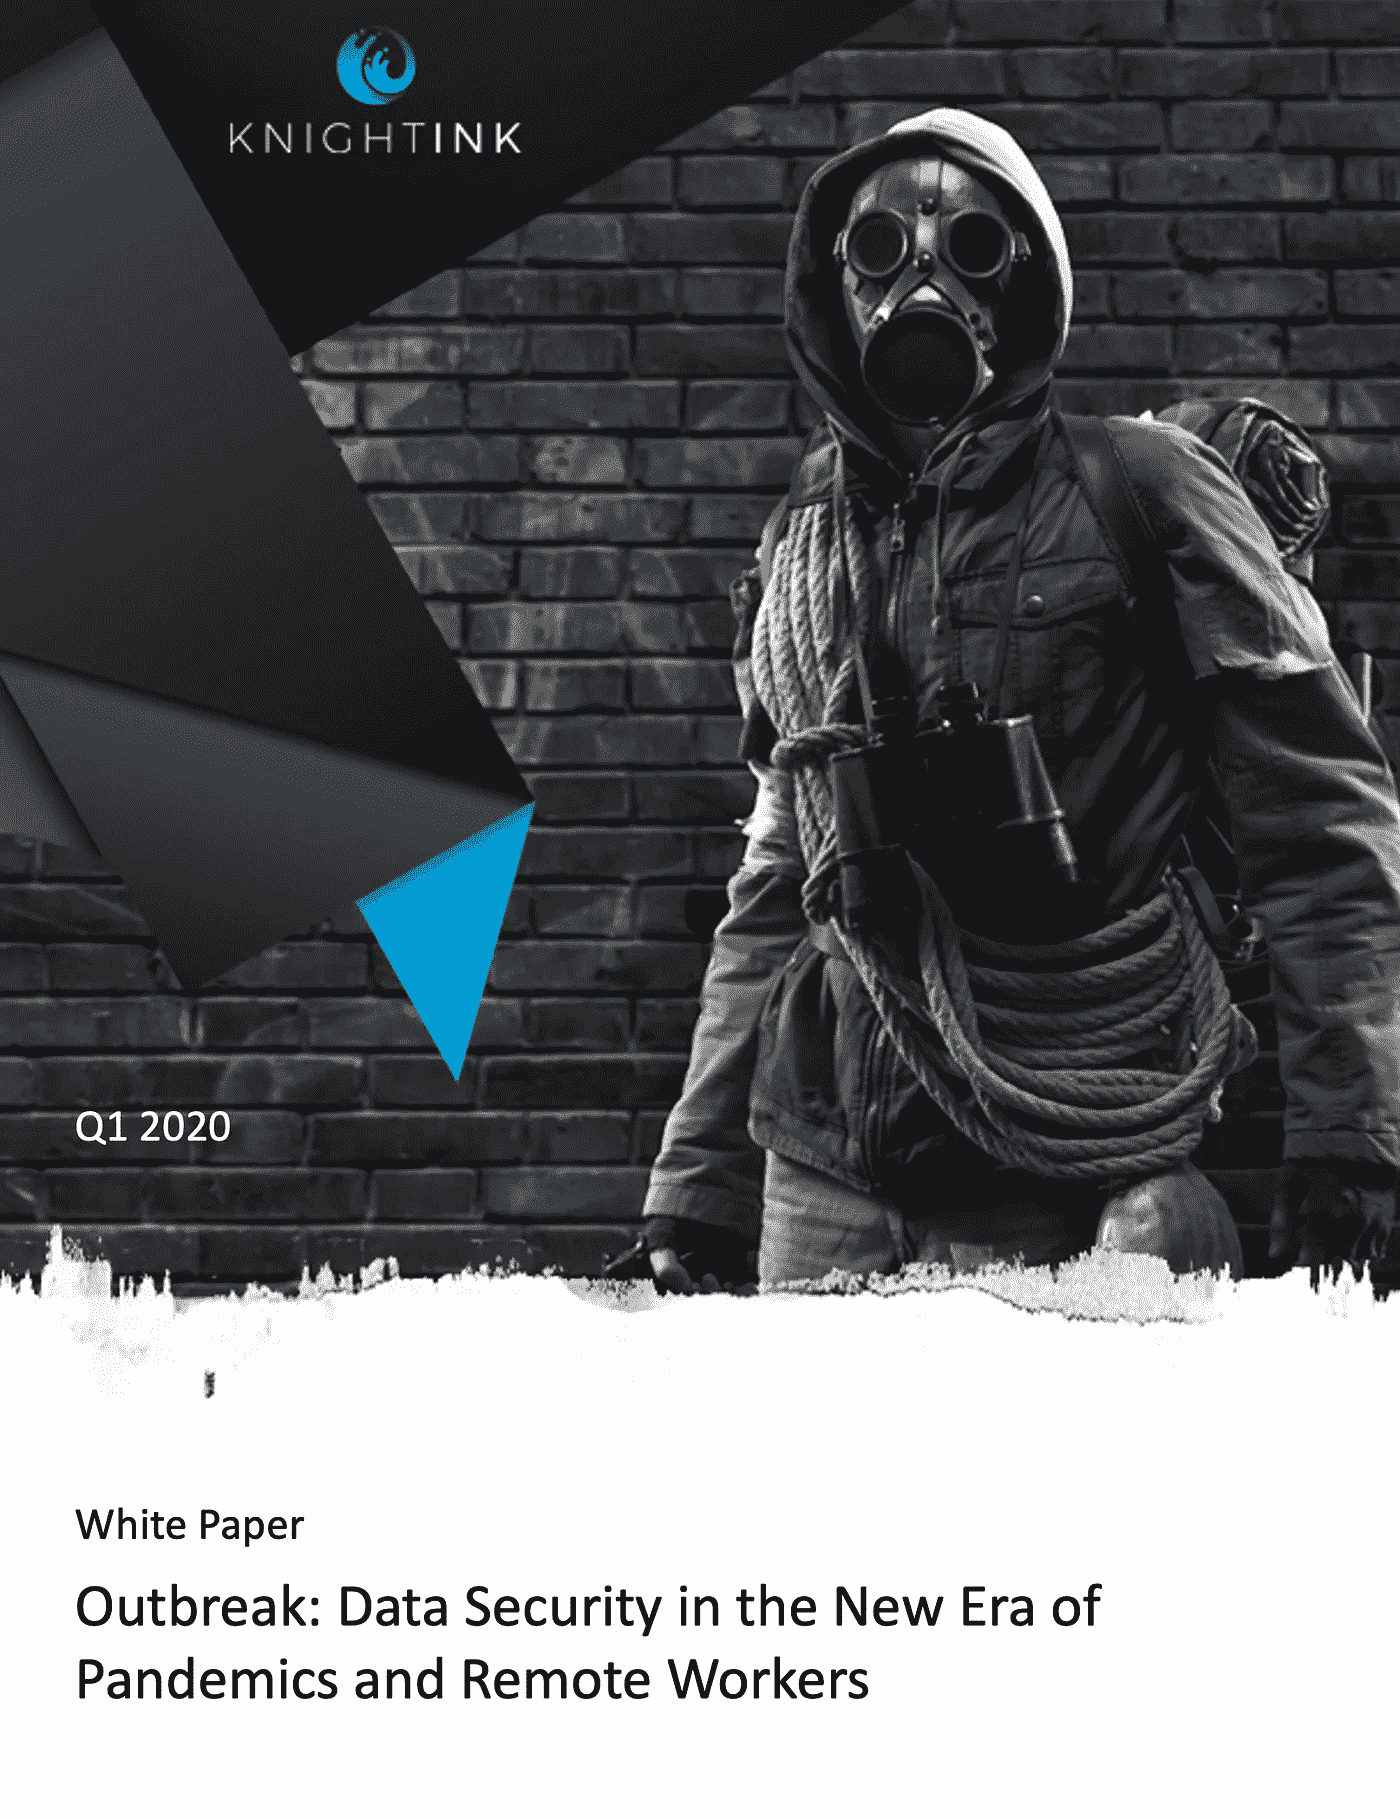 KNIGHTINK
Q1 2020
White Paper
Outbreak: Data Security in the New Era of
Pandemics and Remote Workers